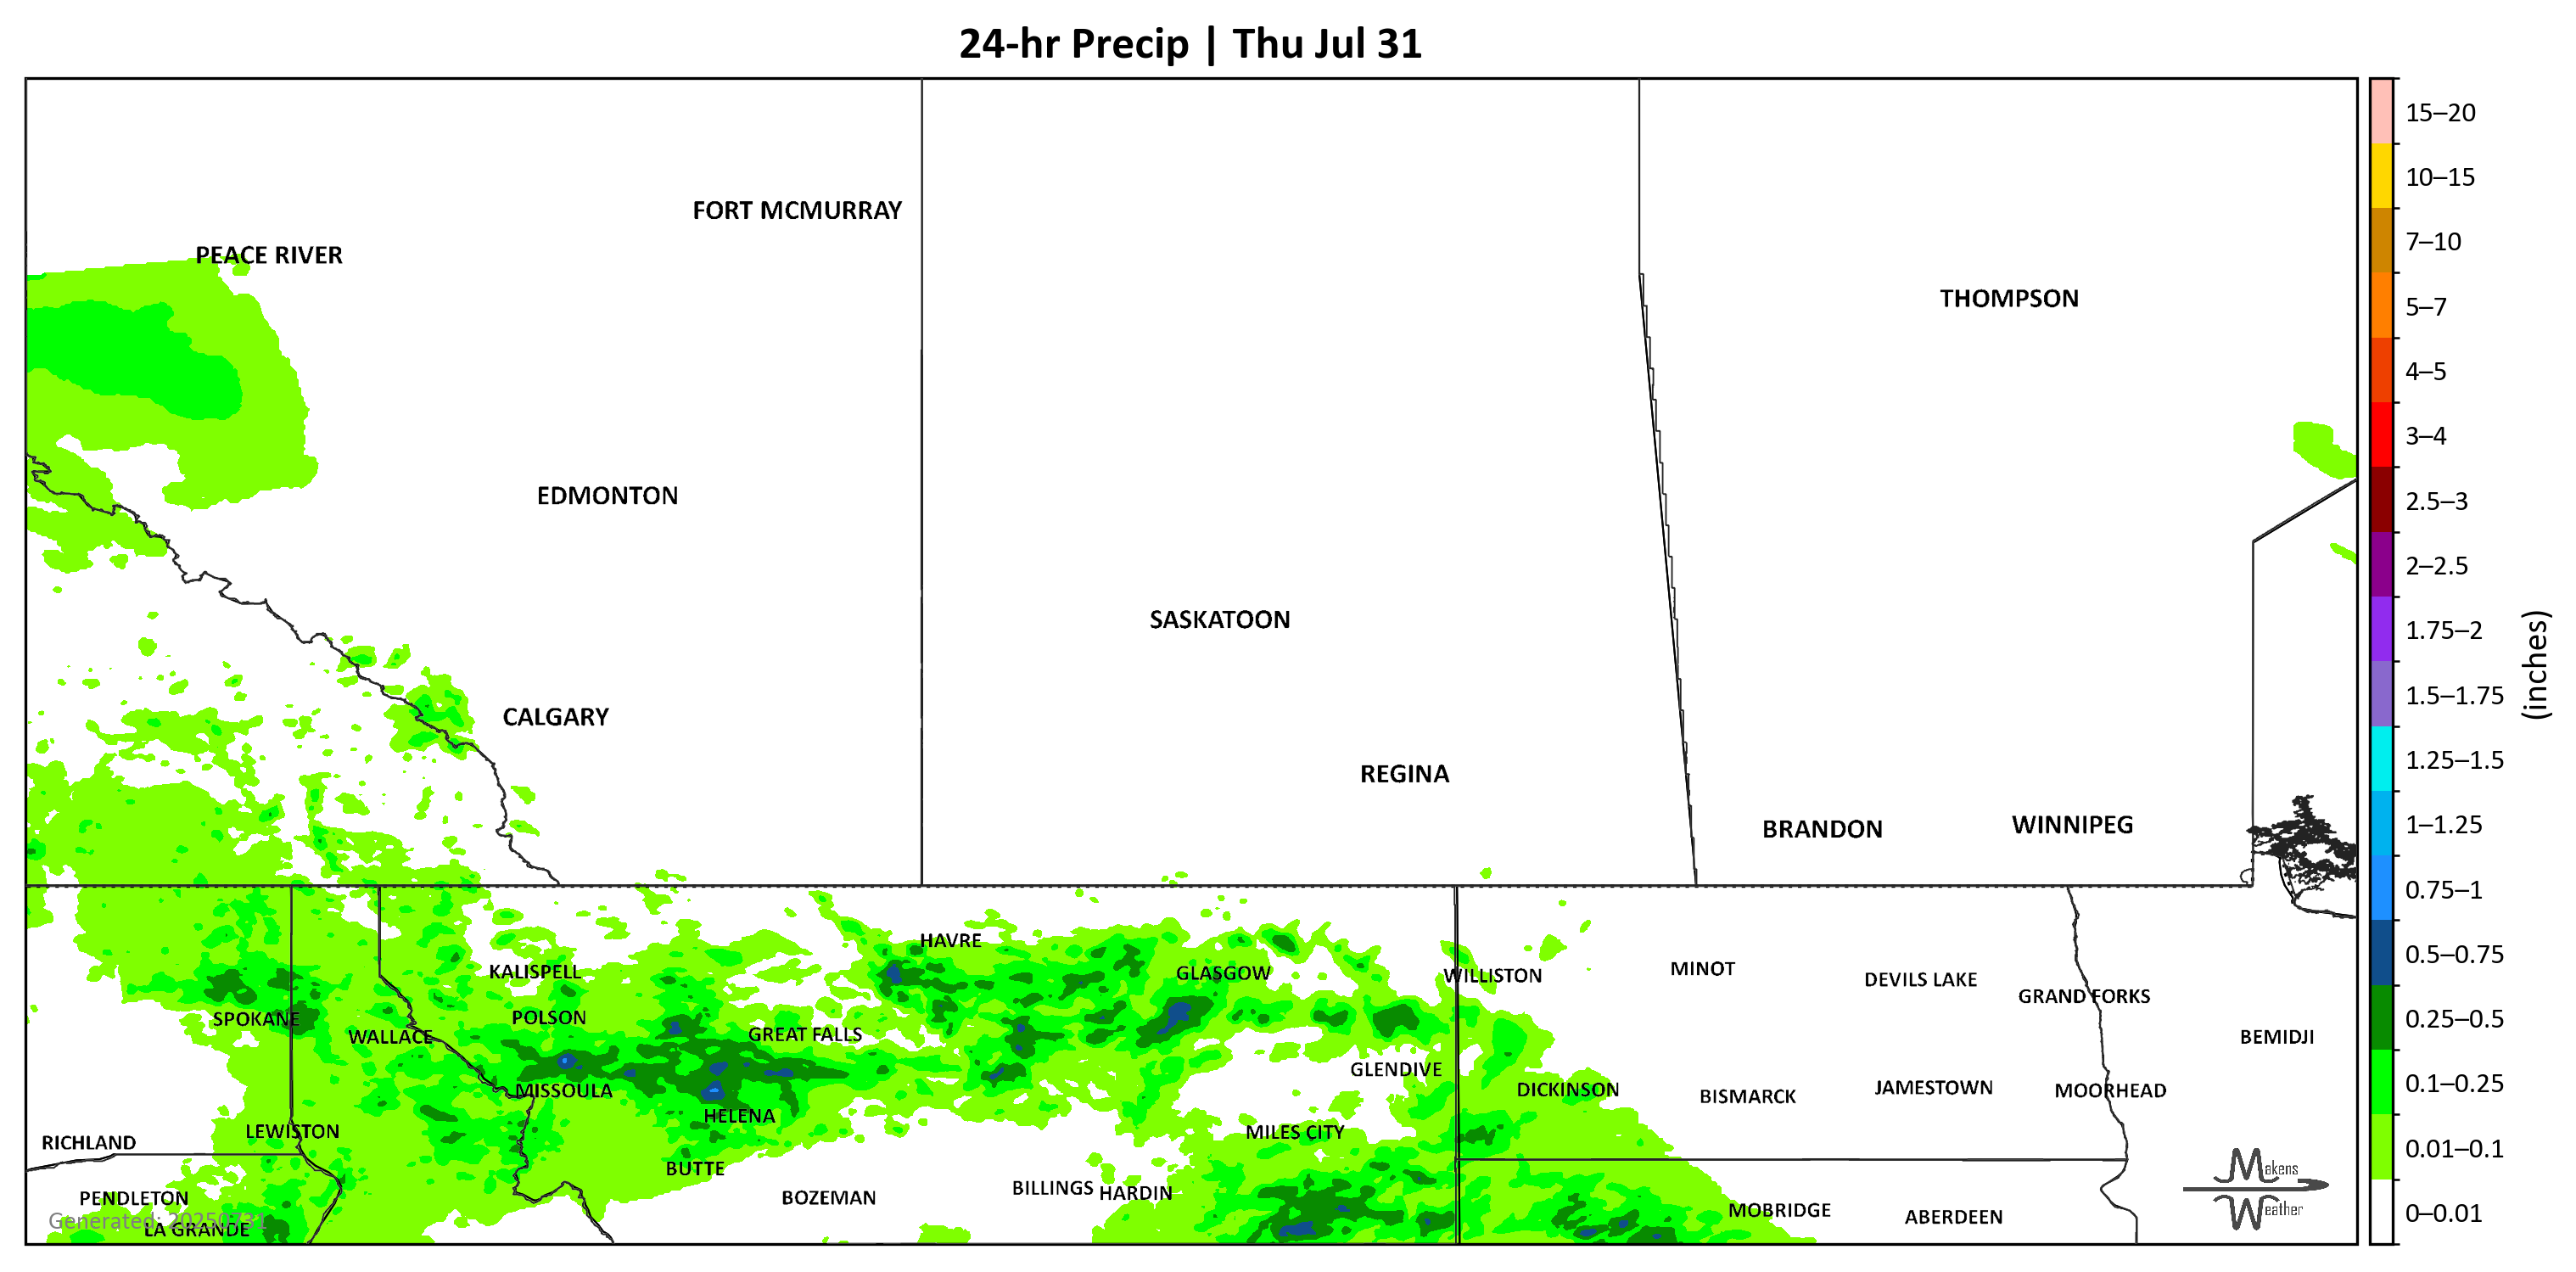 24-hr Precip | Thu Jul 31
FORT MCMURRAY
PEACE RIVER
THOMPSON
EDMONTON
SASKATOON
CALGARY
REGINA
BRANDON
WINNIPEG
HAVRE
KALISPELL
GLASGOW
WILLISTON
MINOT
DEVILS LAKE
GRAND FORKS
SPOKANE
POLSON
WALLACE
GREAT FALLS
BEMIDJI
GLENDIVE
MISSOULA
DICKINSON
BISMARCK
JAMESTOWN
MOORHEAD
HELENA
LEWISTON
MILES CITY
RICHLAND
BUTTE
PENDLETON
BOZEMAN
BILLINGS
HARDIN
MOBRIDGE
ABERDEEN
Generated: 20250731
LA GRANDE
Makens
Weather
15–20
10–15
7–10
5–7
4–5
3–4
2.5–3
2–2.5
1.75–2
1.5–1.75
1.25–1.5
1–1.25
0.75–1
0.5–0.75
0.25–0.5
0.1–0.25
0.01–0.1
0–0.01
(inches)